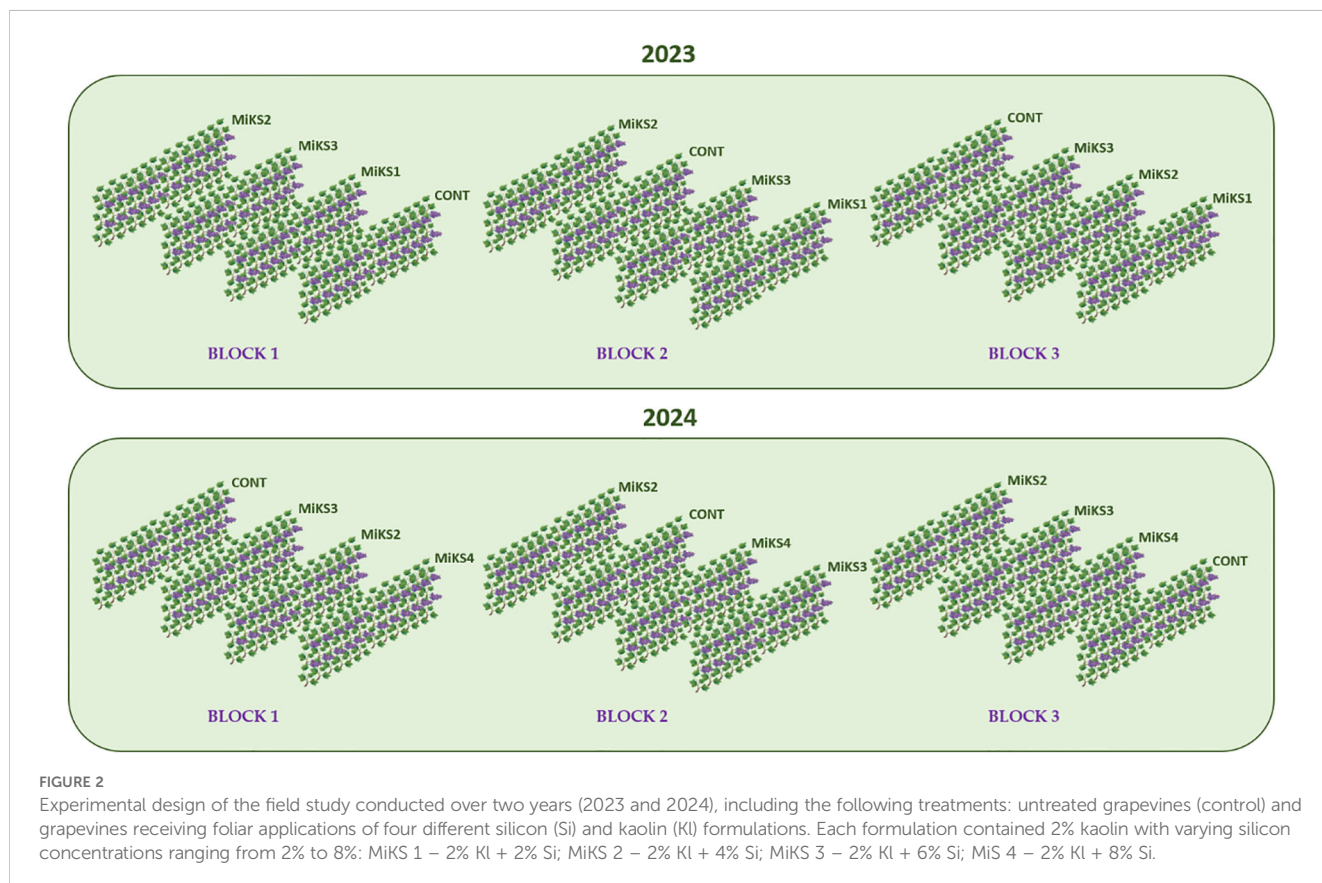 2023
MiKS2
MiKS3
MiKS1
CONT
BLOCK 1
MiKS2
CONT
MiKS3
MiKS1
BLOCK 2
CONT
MiKS3
MiKS2
MiKS1
BLOCK 3
2024
CONT
MiKS3
MiKS2
MiKS4
BLOCK 1
MiKS2
CONT
MiKS4
MiKS3
BLOCK 2
MiKS2
MiKS3
MiKS4
CONT
BLOCK 3
FIGURE 2
Experimental design of the field study conducted over two years (2023 and 2024), including the following treatments: untreated grapevines (control) and
grapevines receiving foliar applications of four different silicon (Si) and kaolin (Kl) formulations. Each formulation contained 2% kaolin with varying silicon
concentrations ranging from 2% to 8%: MiKS 1 – 2% Kl + 2% Si; MiKS 2 – 2% Kl + 4% Si; MiKS 3 – 2% Kl + 6% Si; MiS 4 – 2% Kl + 8% Si.